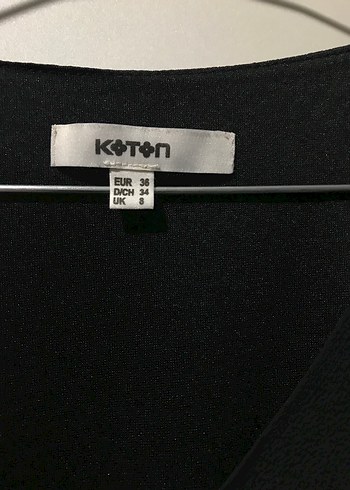 KOTON
EUR 36
D/CH 34
UK 8